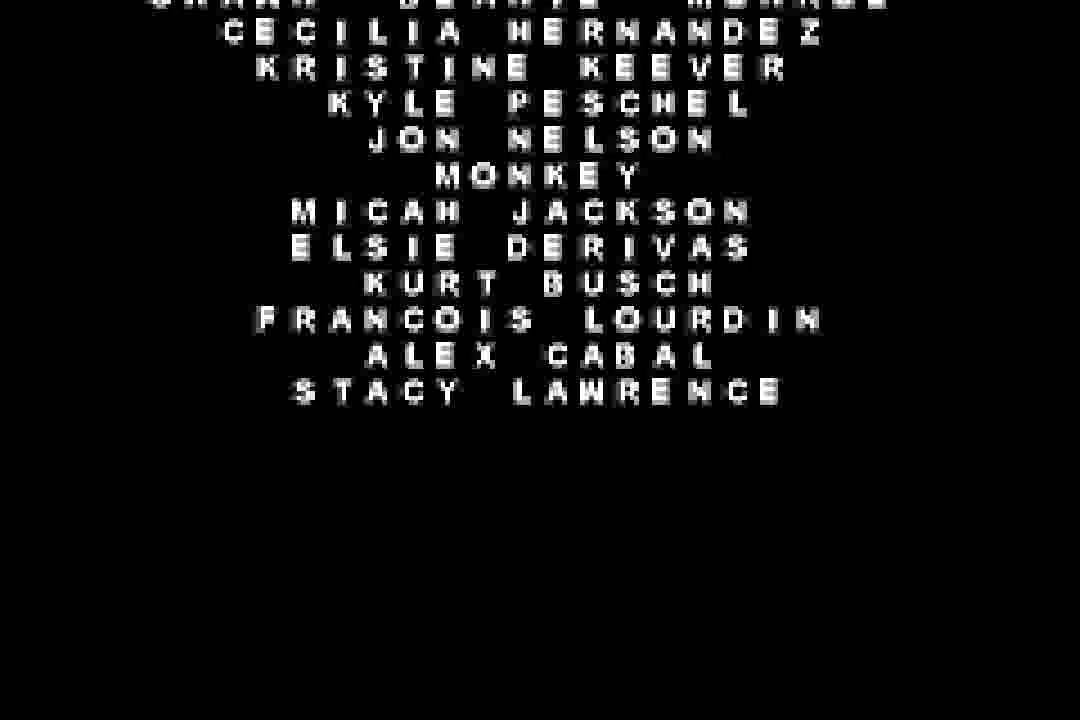 CECILIA HERNANDEZ
KRISTINE KEEVER
KYLE PESCHEL
JON NELSON
MONKEY
MICAH JACKSON
ELSIE DERIVAS
KURT BUSCH
FRANCOIS LOURDIN
ALEX CABAL
STACY LAWRENCE